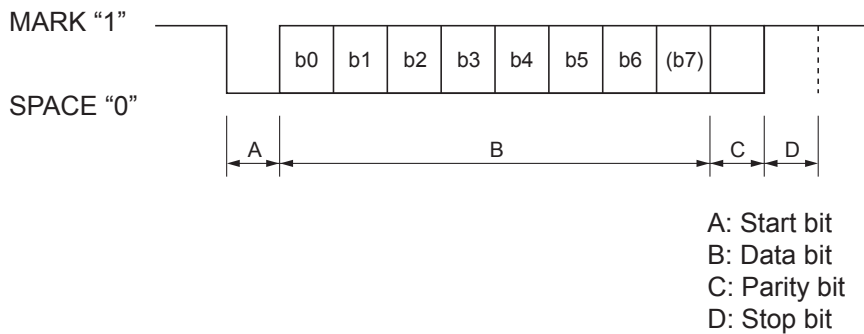 MARK “1”
b0 b1 b2 b3 b4 b5 b6 (b7)
SPACE “0”
A B C D
A: Start bit
B: Data bit
C: Parity bit
D: Stop bit